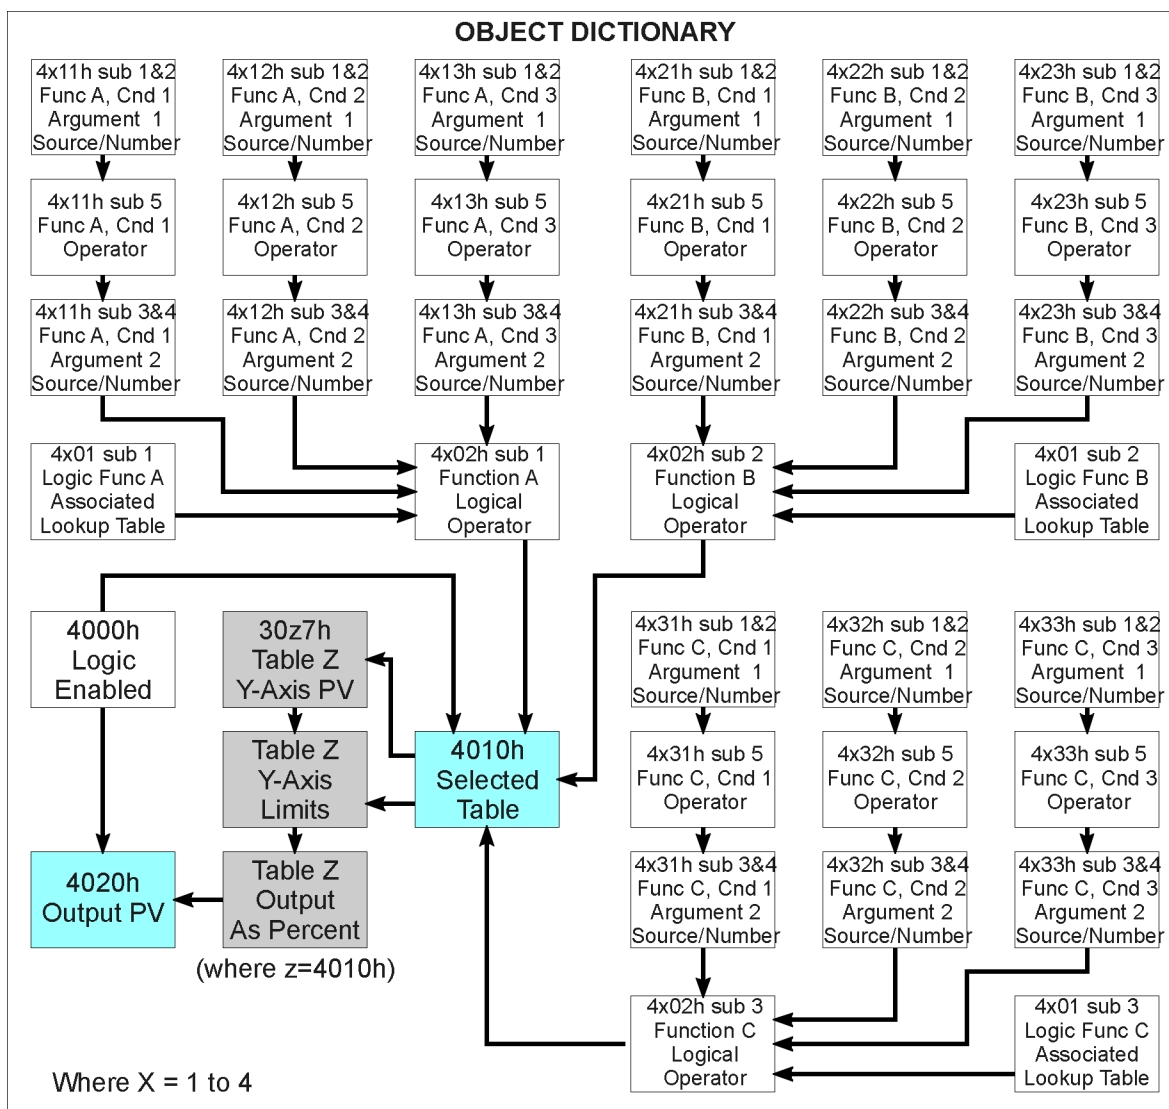 OBJECT DICTIONARY
4x11h sub 1&2
Func A, Cnd 1
Argument 1
Source/Number
4x12h sub 1&2
Func A, Cnd 2
Argument 1
Source/Number
4x13h sub 1&2
Func A, Cnd 3
Argument 1
Source/Number
4x21h sub 1&2
Func B, Cnd 1
Argument 1
Source/Number
4x22h sub 1&2
Func B, Cnd 2
Argument 1
Source/Number
4x23h sub 1&2
Func B, Cnd 3
Argument 1
Source/Number
4x11h sub 5
Func A, Cnd 1
Operator
4x12h sub 5
Func A, Cnd 2
Operator
4x13h sub 5
Func A, Cnd 3
Operator
4x21h sub 5
Func B, Cnd 1
Operator
4x22h sub 5
Func B, Cnd 2
Operator
4x23h sub 5
Func B, Cnd 3
Operator
4x11h sub 3&4
Func A, Cnd 1
Argument 2
Source/Number
4x12h sub 3&4
Func A, Cnd 2
Argument 2
Source/Number
4x13h sub 3&4
Func A, Cnd 3
Argument 2
Source/Number
4x21h sub 3&4
Func B, Cnd 1
Argument 2
Source/Number
4x22h sub 3&4
Func B, Cnd 2
Argument 2
Source/Number
4x23h sub 3&4
Func B, Cnd 3
Argument 2
Source/Number
4x01 sub 1
Logic Func A
Associated
Lookup Table
4x02h sub 1
Function A
Logical
Operator
4x02h sub 2
Function B
Logical
Operator
4x01 sub 2
Logic Func B
Associated
Lookup Table
4000h
Logic
Enabled
30z7h
Table Z
Y-Axis PV
4x31h sub 1&2
Func C, Cnd 1
Argument 1
Source/Number
4x32h sub 1&2
Func C, Cnd 2
Argument 1
Source/Number
4x33h sub 1&2
Func C, Cnd 3
Argument 1
Source/Number
Table Z
Y-Axis
Limits
4010h
Selected
Table
4x31h sub 5
Func C, Cnd 1
Operator
4x32h sub 5
Func C, Cnd 2
Operator
4x33h sub 5
Func C, Cnd 3
Operator
4020h
Output PV
Table Z
Output
As Percent
(where z=4010h)
4x31h sub 3&4
Func C, Cnd 1
Argument 2
Source/Number
4x32h sub 3&4
Func C, Cnd 2
Argument 2
Source/Number
4x33h sub 3&4
Func C, Cnd 3
Argument 2
Source/Number
4x02h sub 3
Function C
Logical
Operator
4x01 sub 3
Logic Func C
Associated
Lookup Table
Where X = 1 to 4